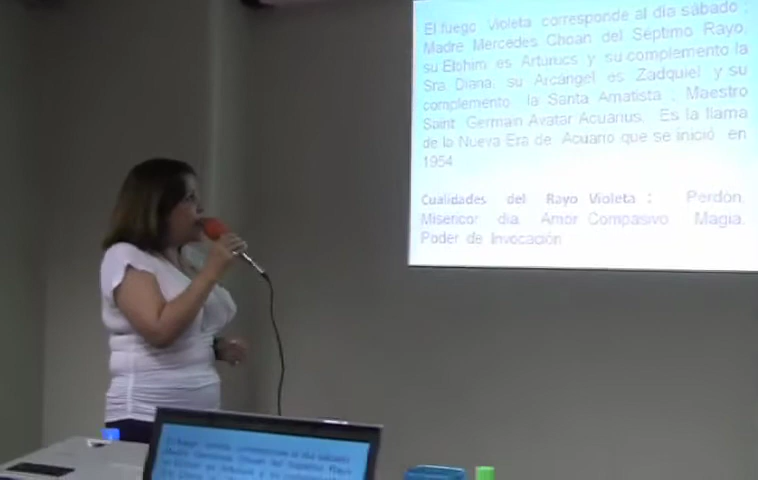 El fuego Violeta corresponde al día sábado ;
Madre Mercedes Choan del Séptimo Rayo,
su Elohim es Arturucs y su complemento la
Sra. Diana, su Arcángel es Zadquiel y su
complemento la Santa Amatista , Maestro
Saint Germain Avatar Acuarius. Es la llama
de la Nueva Era de Acuario que se inició en
1954.
Cualidades del Rayo Violeta : Perdón,
Misericor dia, Amor Compasivo Magia,
Poder de Invocación